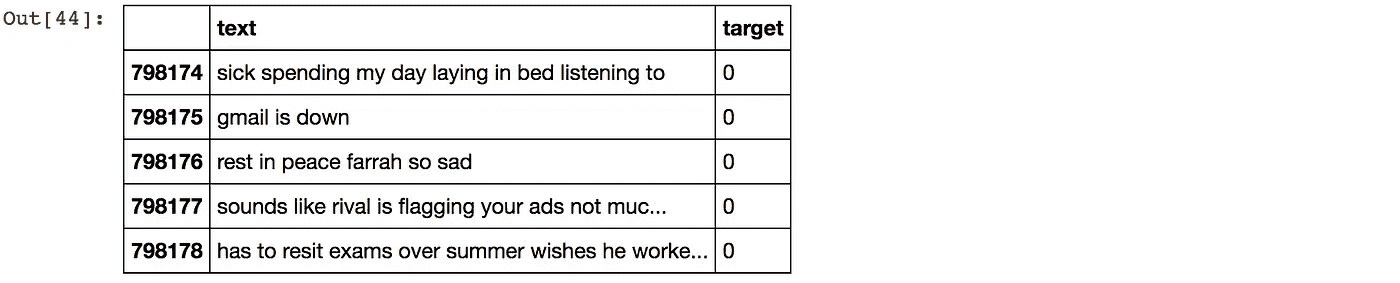 Out[44]:
text target
798174 sick spending my day laying in bed listening to 0
798175 gmail is down 0
798176 rest in peace farrah so sad 0
798177 sounds like rival is flagging your ads not muc... 0
798178 has to resit exams over summer wishes he worke... 0